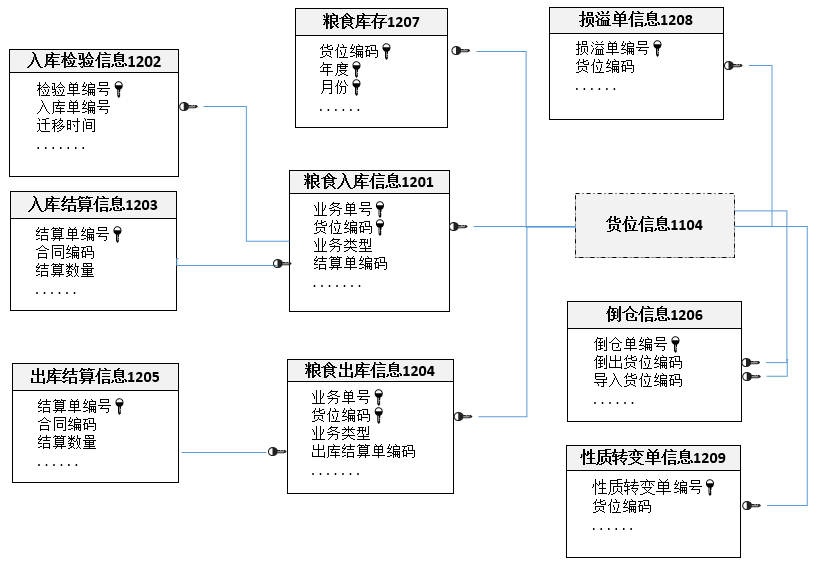 粮食库存1207
货位编码
年度
月份
......
损溢单信息1208
损溢单编号
货位编码
......
入库检验信息1202
检验单编号
入库单编号
迁移时间
.......
粮食入库信息1201
业务单号
货位编码
业务类型
结算单编码
.......
入库结算信息1203
结算单编号
合同编码
结算数量
......
货位信息1104
倒仓信息1206
倒仓单编号
倒出货位编码
导入货位编码
......
出库结算信息1205
结算单编号
合同编码
结算数量
......
粮食出库信息1204
业务单号
货位编码
业务类型
出库结算单编码
.......
性质转变单信息1209
性质转变单编号
货位编码
......